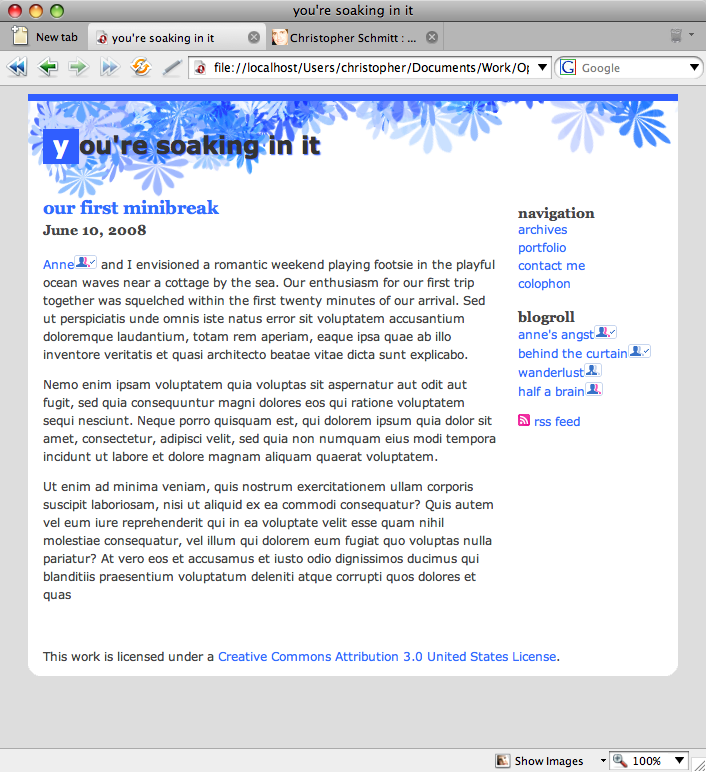 you're soaking in it
New tab
you're soaking in it
Christopher Schmitt : ...
file://localhost/Users/christopher/Documents/Work/Op
Google
you're soaking in it
our first minibreak
June 10, 2008
Anne and I envisioned a romantic weekend playing footsie in the playful
ocean waves near a cottage by the sea. Our enthusiasm for our first trip
together was squelched within the first twenty minutes of our arrival. Sed
ut perspiciatis unde omnis iste natus error sit voluptatem accusantium
doloremque laudantium, totam rem aperiam, eaque ipsa quae ab illo
inventore veritatis et quasi architecto beatae vitae dicta sunt explicabo.
Nemo enim ipsam voluptatem quia voluptas sit aspernatur aut odit aut
fugit, sed quia consequuntur magni dolores eos qui ratione voluptatem
sequi nesciunt. Neque porro quisquam est, qui dolorem ipsum quia dolor sit
amet, consectetur, adipisci velit, sed quia non numquam eius modi tempora
incidunt ut labore et dolore magnam aliquam quaerat voluptatem.
Ut enim ad minima veniam, quis nostrum exercitationem ullam corporis
suscipit laboriosam, nisi ut aliquid ex ea commodi consequatur? Quis autem
vel eum iure reprehenderit qui in ea voluptate velit esse quam nihil
molestiae consequatur, vel illum qui dolorem eum fugiat quo voluptas nulla
pariatur? At vero eos et accusamus et iusto odio dignissimos ducimus qui
blanditiis praesentium voluptatum deleniti atque corrupti quos dolores et
quas
navigation
archives
portfolio
contact me
colophon
blogroll
anne's angst
behind the curtain
wanderlust
half a brain
rss feed
This work is licensed under a Creative Commons Attribution 3.0 United States License.
Show Images
100%